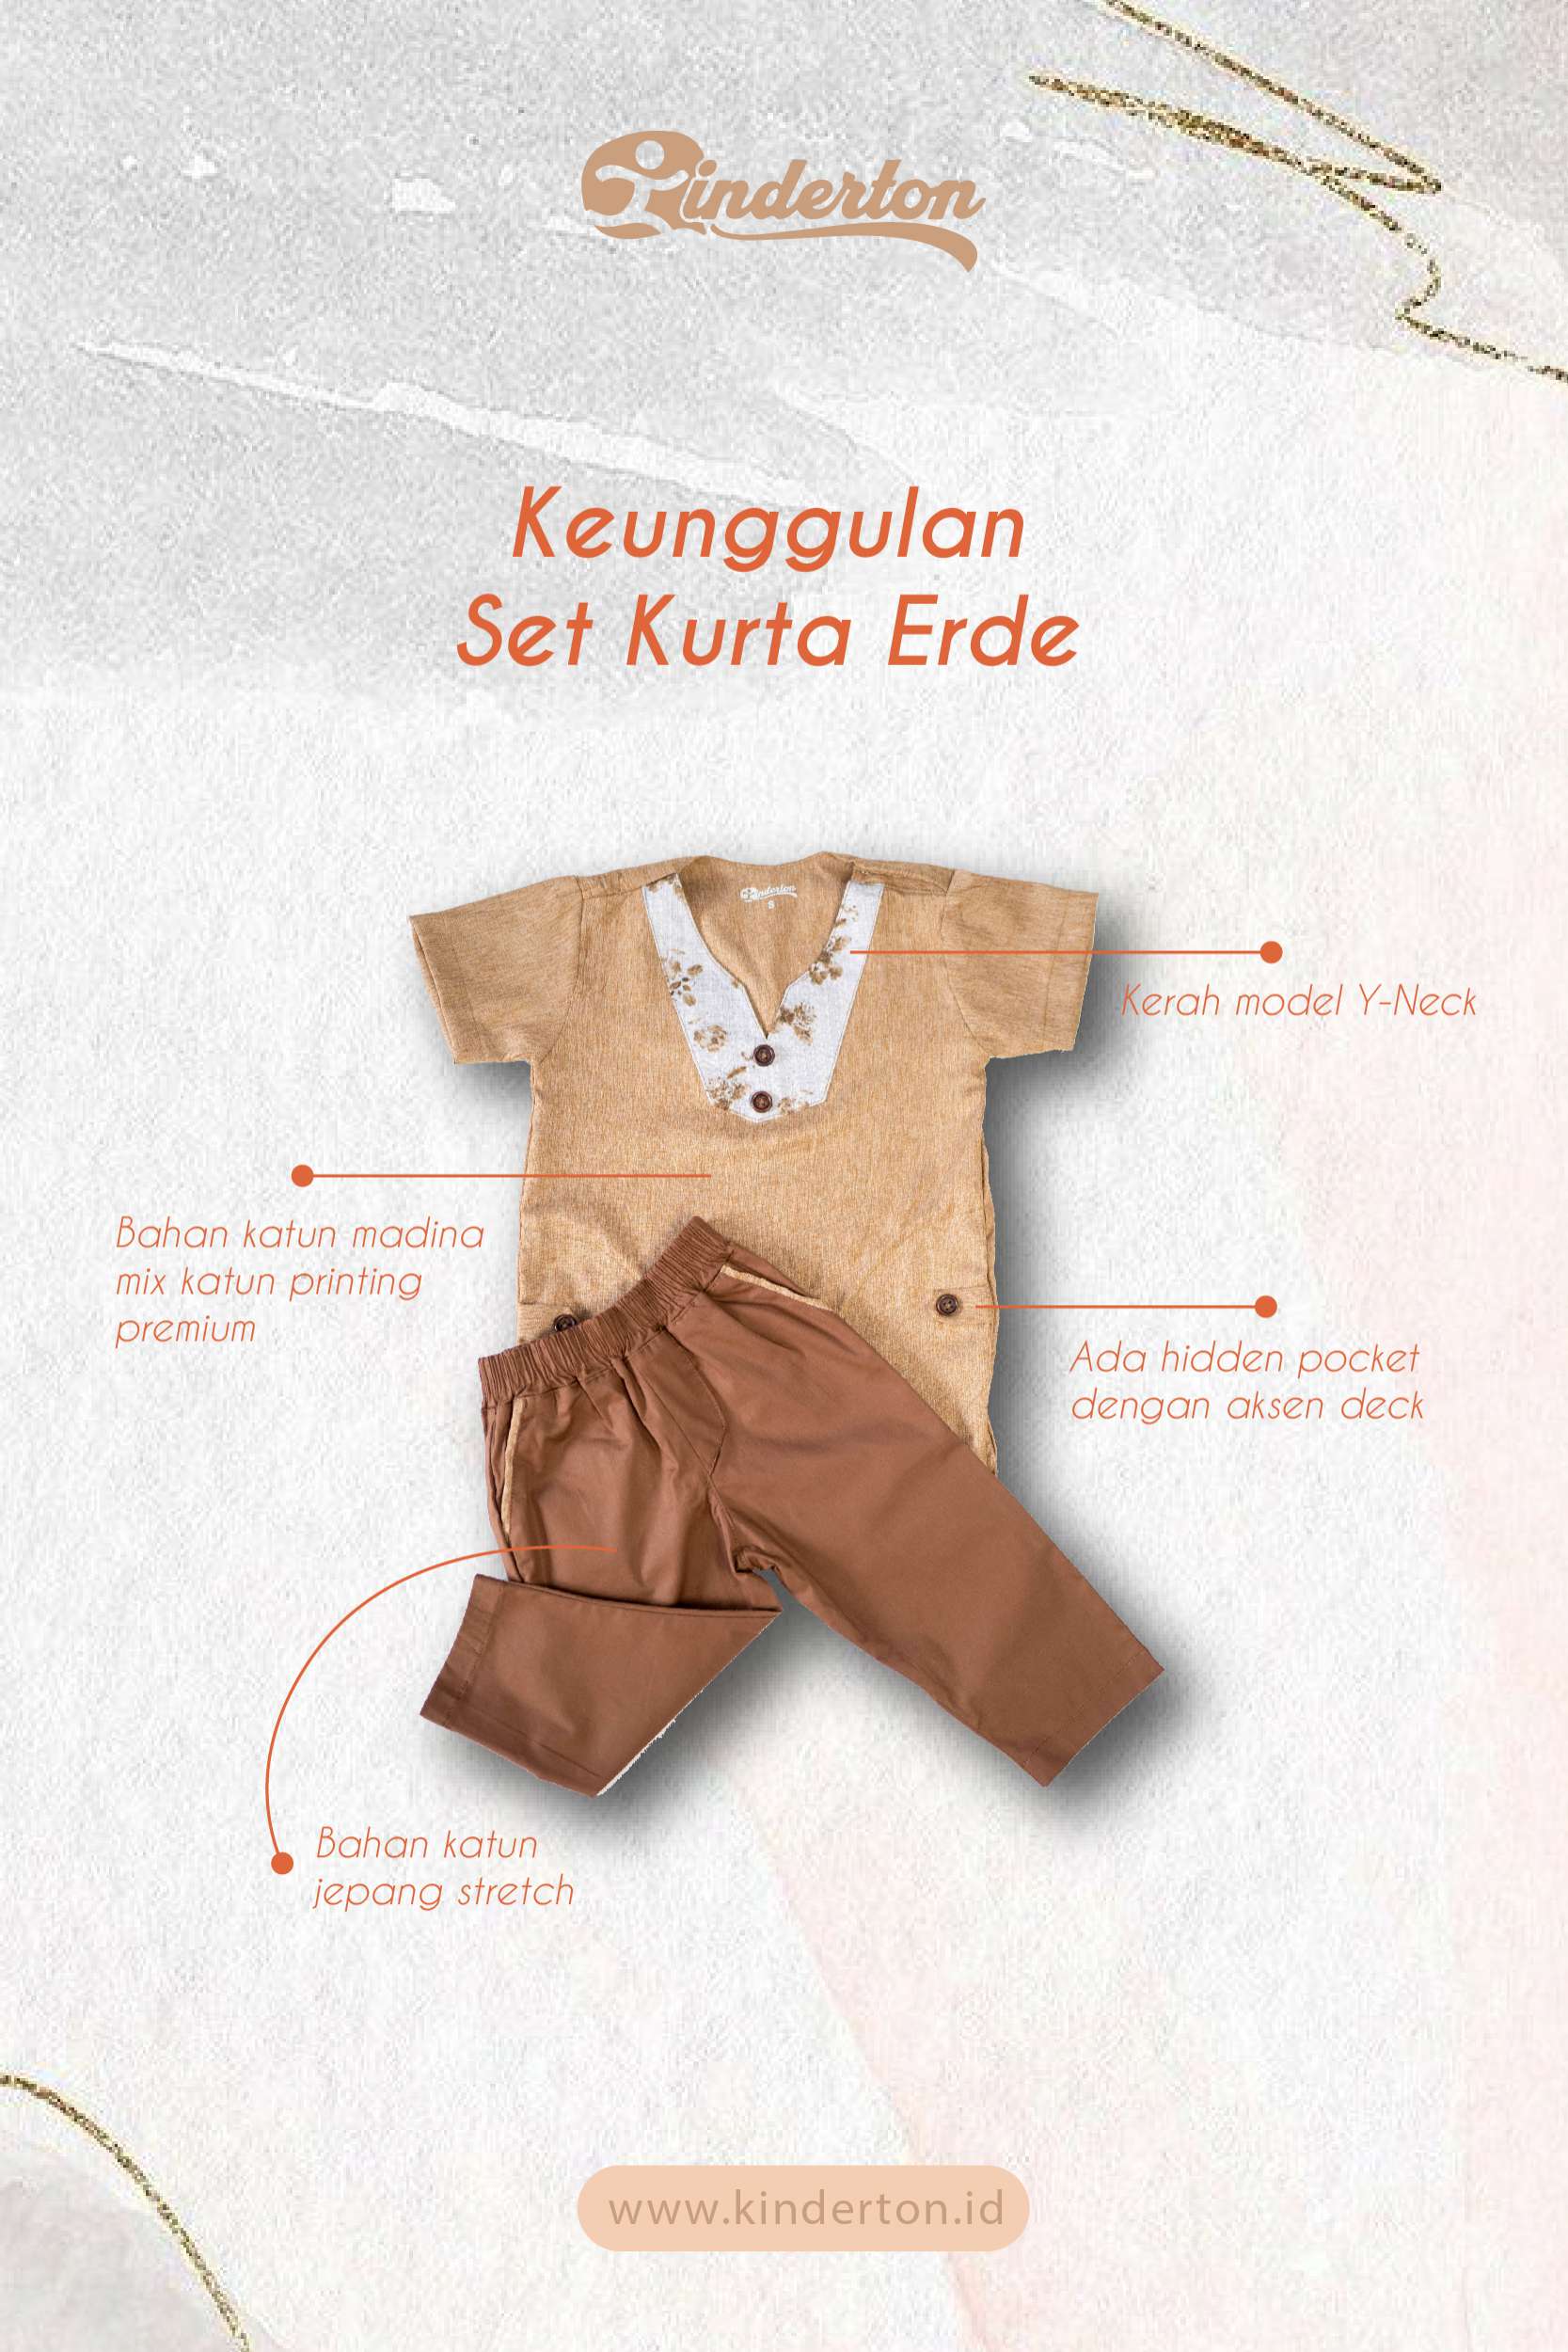 Kinderton
Keunggulan
Set Kurta Erde
Kinderton
S
Kerah model Y-Neck
Bahan katun madina
mix katun printing
premium
Ada hidden pocket
dengan aksen deck
Bahan katun
jepang stretch
www.kinderton.id